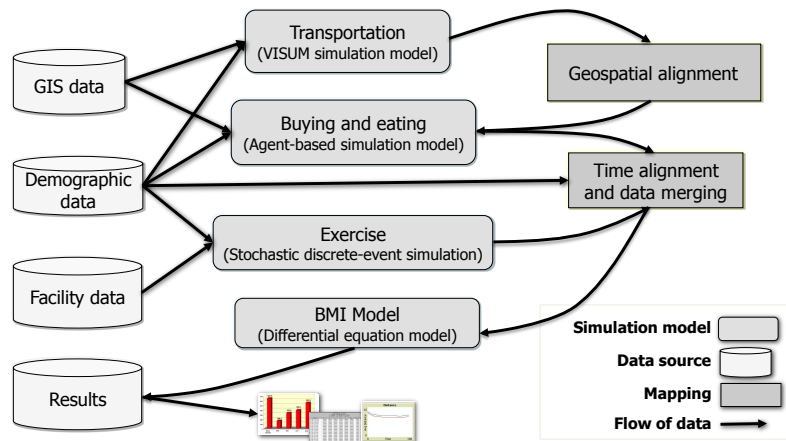 Transportation
(VISUM simulation model)
GIS data
Geospatial alignment
Buying and eating
(Agent-based simulation model)
Demographic
data
Time alignment
and data merging
Exercise
(Stochastic discrete-event simulation)
Facility data
BMI Model
(Differential equation model)
Results
Simulation model
Data source
Mapping
Flow of data